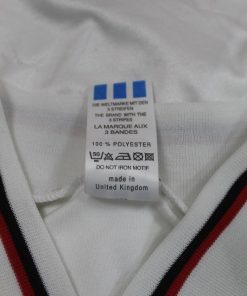 DIE WELTMARKE MIT DEN
3 STREIFEN
THE BRAND WITH THE
3 STRIPES
LA MARQUE AUX
3 BANDES
100 % POLYESTER
50
DO NOT IRON MOTIF
made in
United Kingdom